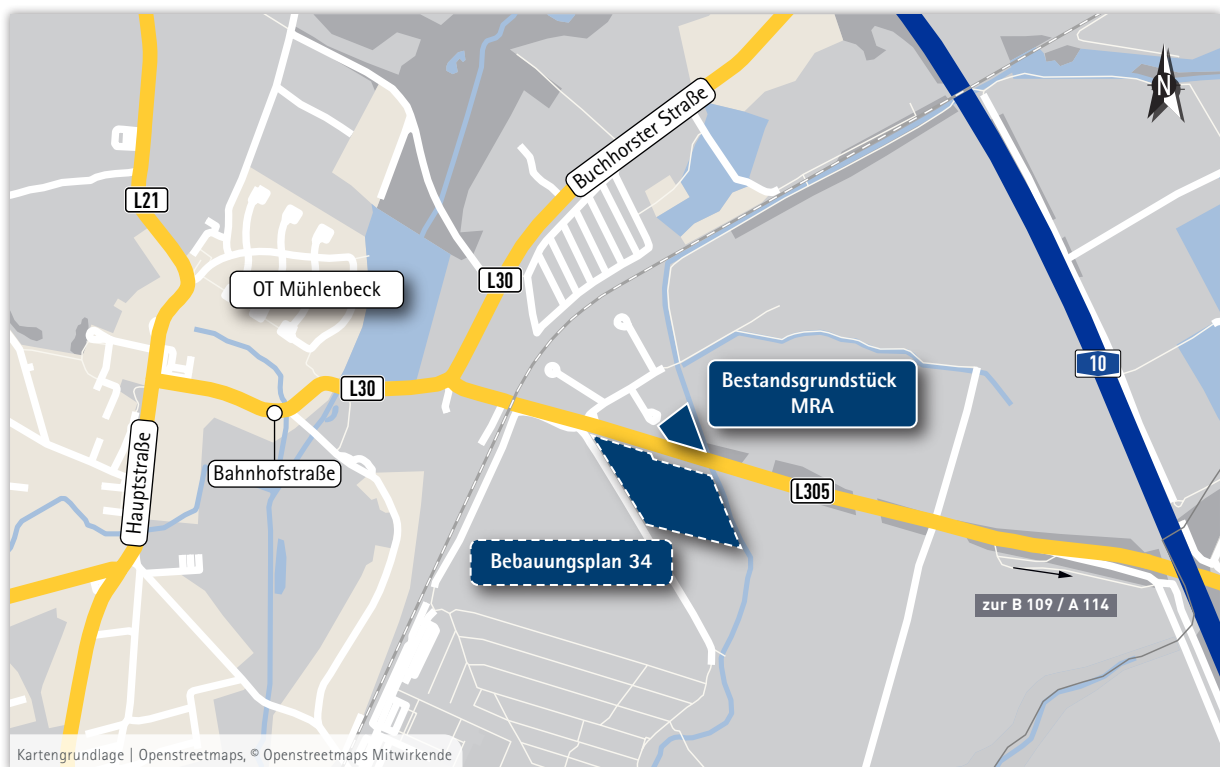 N
Buchhorster Straße
L21
L30
OT Mühlenbeck
10
Bestandsgrundstück
MRA
L30
Hauptstraße
Bahnhofstraße
L305
Bebauungsplan 34
zur B 109 / A 114
Kartengrundlage | Openstreetmaps, © Openstreetmaps Mitwirkende